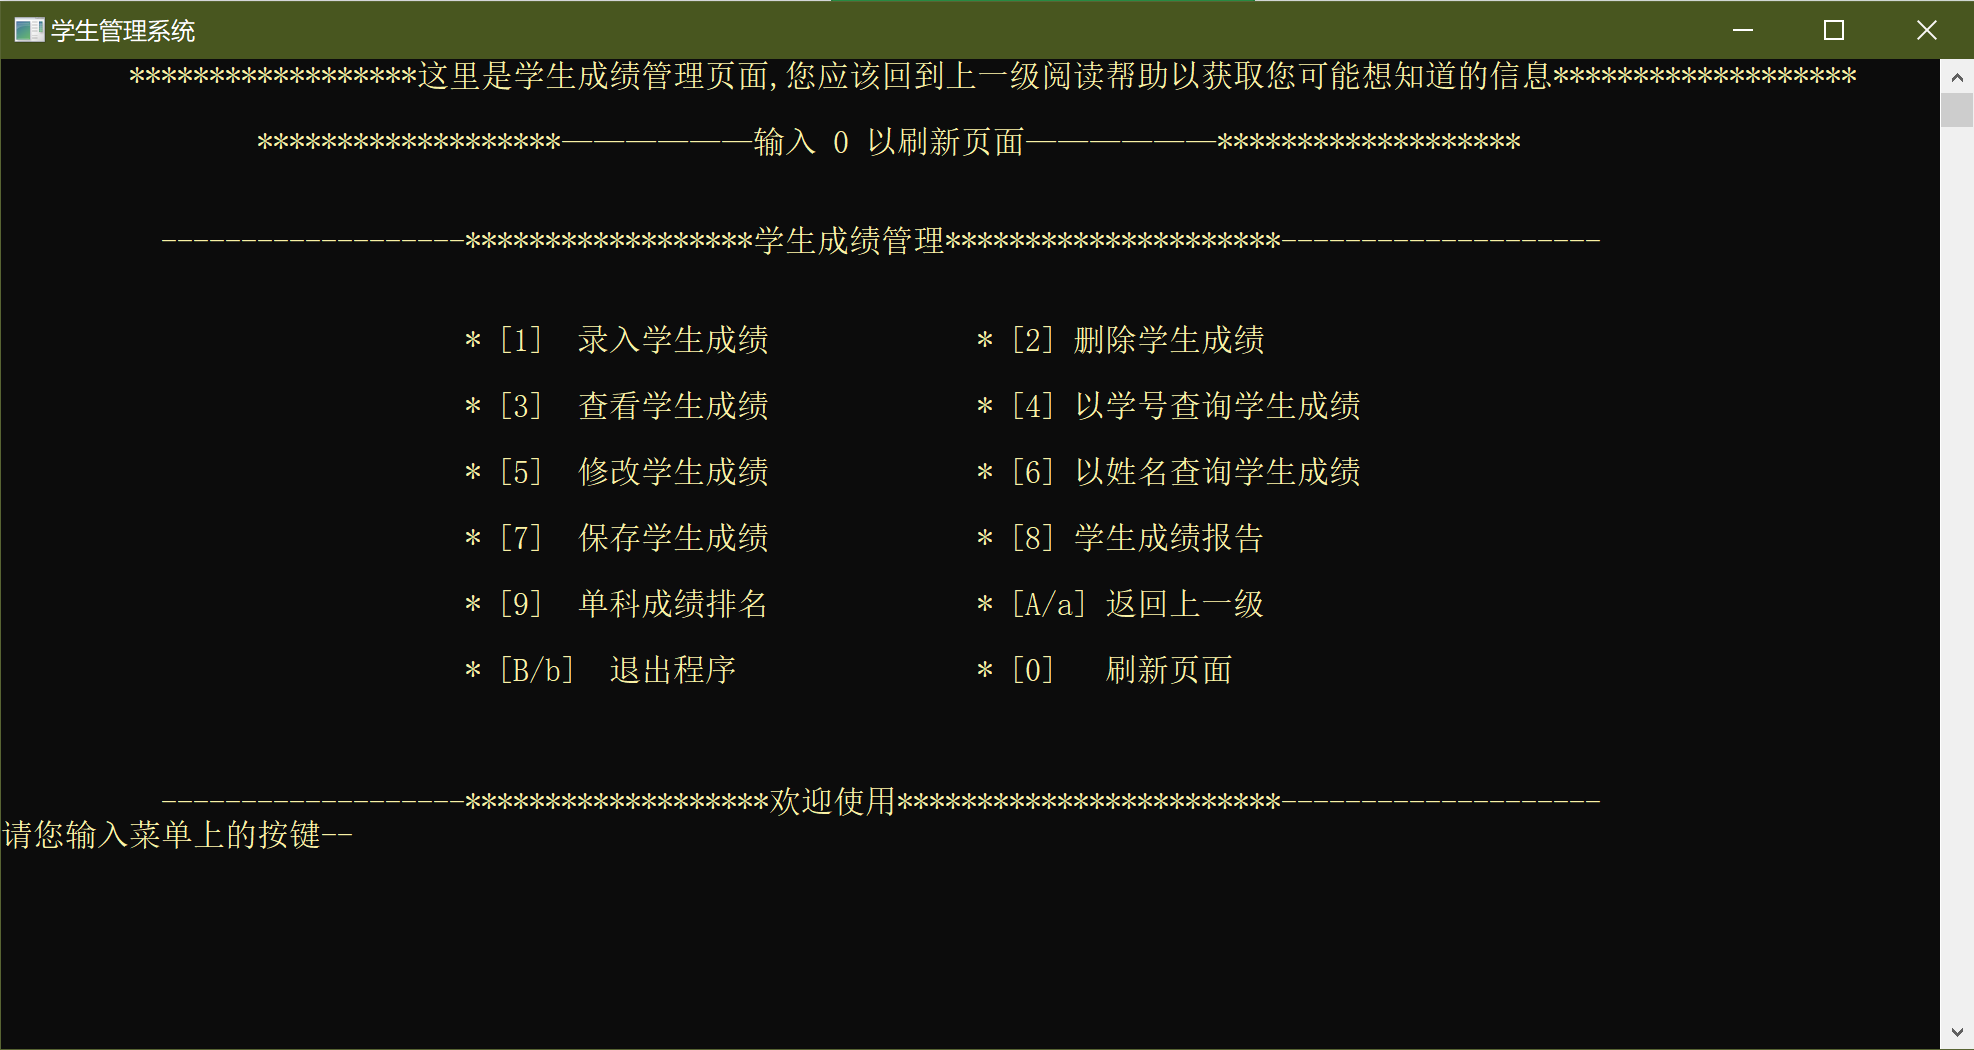 学生管理系统
******************这里是学生成绩管理页面,您应该回到上一级阅读帮助以获取您可能想知道的信息*******************
*******************——————输入 0 以刷新页面——————*******************
-------------------******************学生成绩管理*********************--------------------
* [1]  录入学生成绩             * [2] 删除学生成绩
* [3]  查看学生成绩             * [4] 以学号查询学生成绩
* [5]  修改学生成绩             * [6] 以姓名查询学生成绩
* [7]  保存学生成绩             * [8] 学生成绩报告
* [9]  单科成绩排名             * [A/a] 返回上一级
* [B/b]  退出程序               * [0]   刷新页面
-------------------*******************欢迎使用************************--------------------
请您输入菜单上的按键--